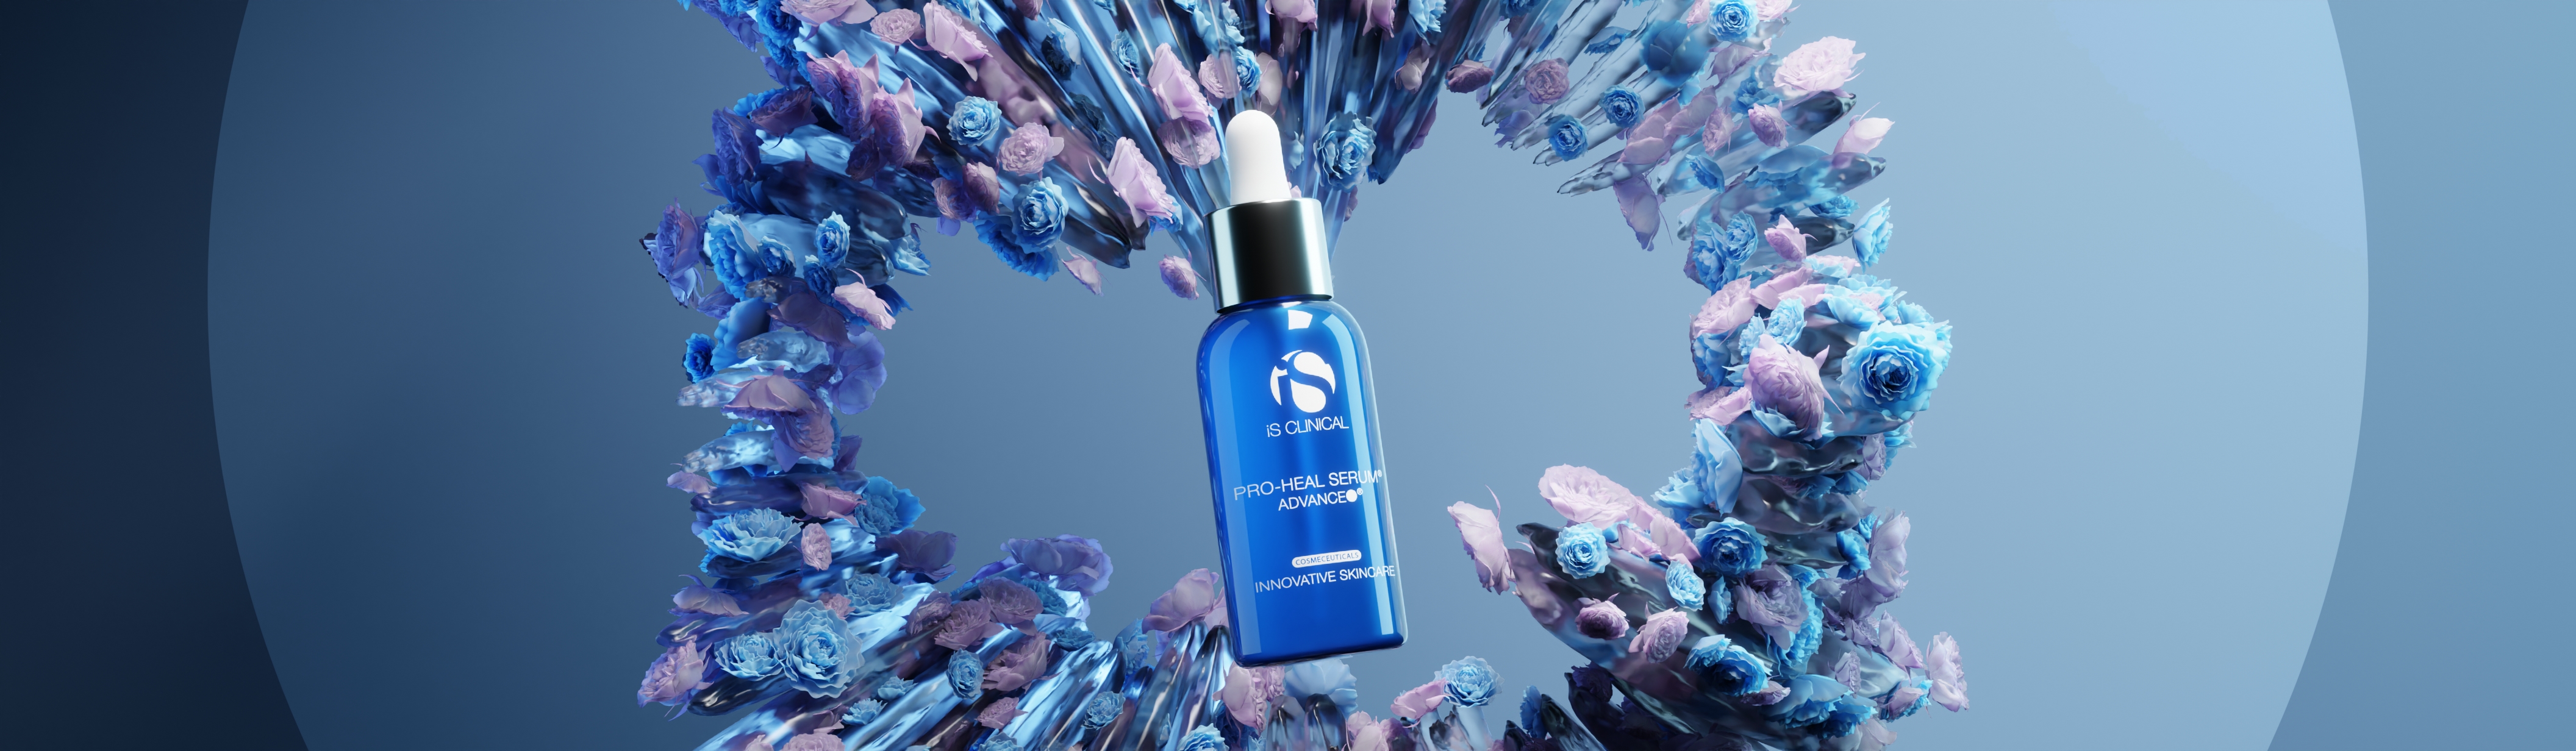 iS
iS CLINICAL
PRO-HEAL SERUM®
ADVANCE
COSMECEUTICALS
INNOVATIVE SKINCARE